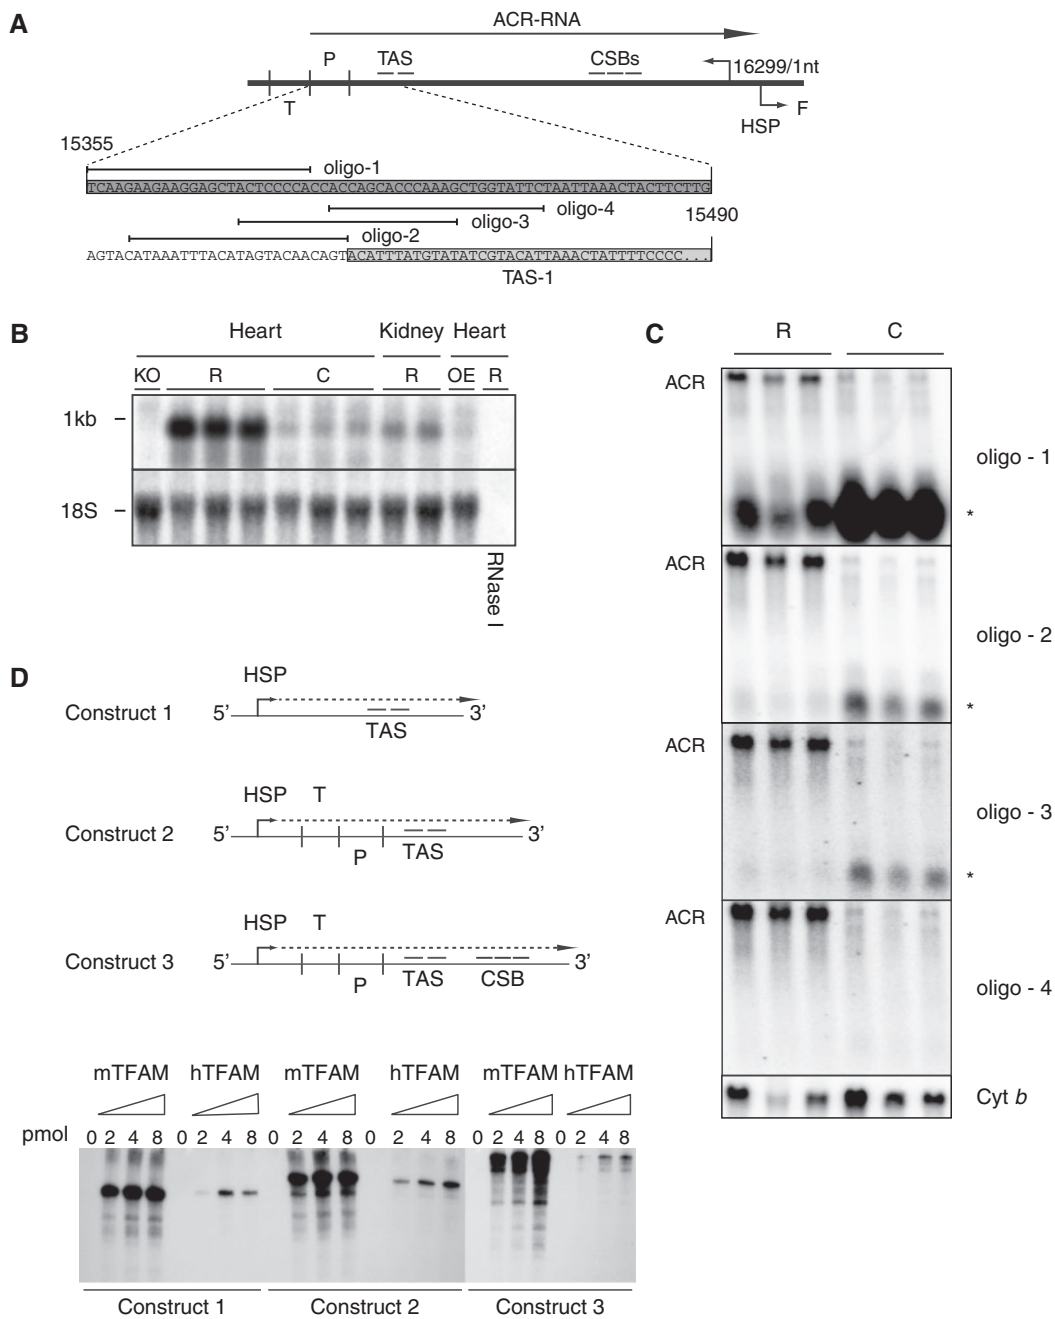 A
ACR-RNA
P
TAS
CSBs
16299/1nt
T
HSP
F
15355
oligo-1
TCAAGAAGAAGGAGCTACTCCCCACCACCAGCACCCAAAGCTGGTATTCTAATTAAACTACTTCTTG
oligo-4
15490
oligo-3
oligo-2
AGTACATAAATTTACATAGTACAACAGTACATTTATGTATATCGTACATTAAACTATTTTCCCC...
TAS-1
B
Heart Kidney Heart
KO R C R OE R
1kb
18S
RNase I
C
R C
ACR
oligo - 1
*
ACR
oligo - 2
*
ACR
oligo - 3
*
ACR
oligo - 4
Cyt b
D
HSP
Construct 1 5’ 3’
TAS
HSP T
Construct 2 5’ 3’
P TAS
HSP T
Construct 3 5’ 3’
P TAS CSB
mTFAM hTFAM mTFAM hTFAM mTFAM hTFAM
pmol 0 2 4 8 0 2 4 8 0 2 4 8 0 2 4 8 0 2 4 8 0 2 4 8
Construct 1 Construct 2 Construct 3